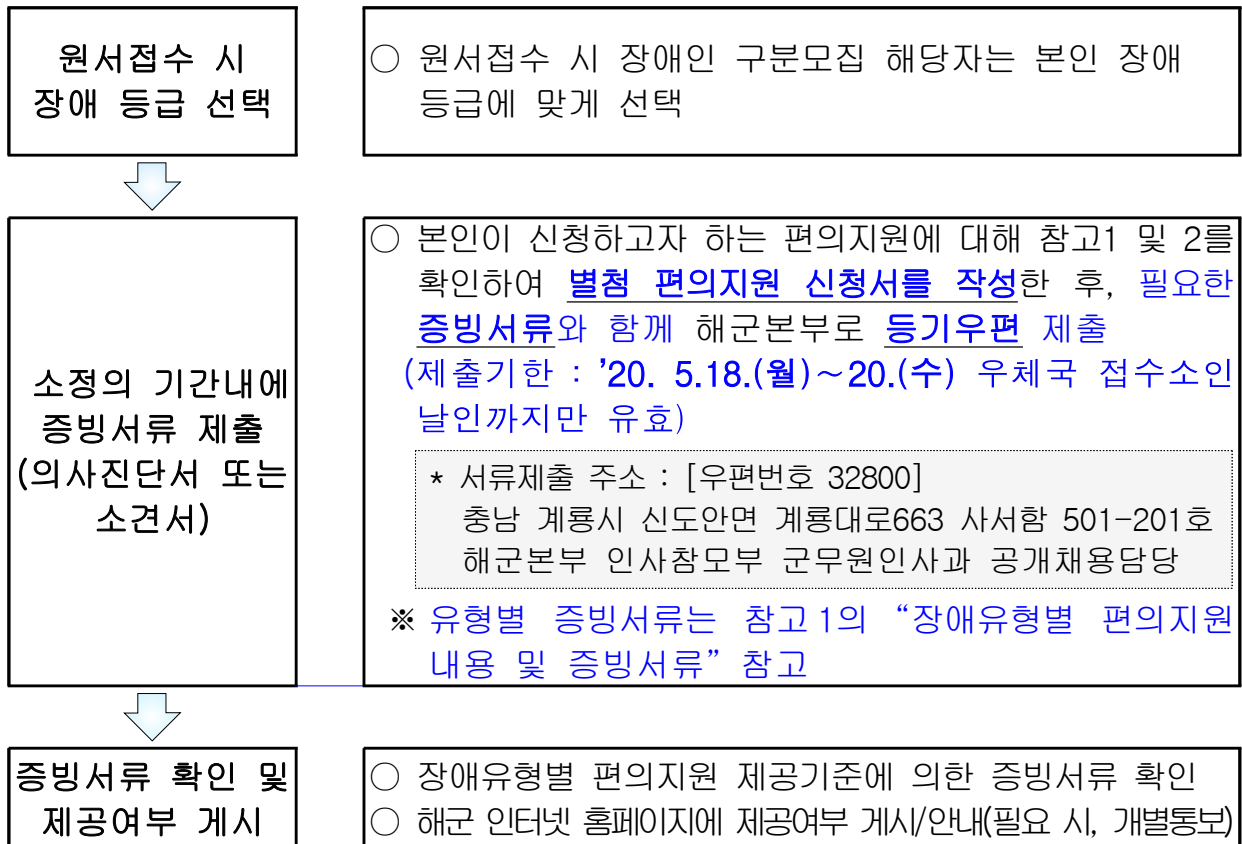 원서접수 시
장애 등급 선택
○ 원서접수 시 장애인 구분모집 해당자는 본인 장애
등급에 맞게 선택
소정의 기간내에
증빙서류 제출
(의사진단서 또는
소견서)
○ 본인이 신청하고자 하는 편의지원에 대해 참고1 및 2를
확인하여 별첨 편의지원 신청서를 작성한 후, 필요한
증빙서류와 함께 해군본부로 등기우편 제출
(제출기한 : ’20. 5.18.(월)～20.(수) 우체국 접수소인
날인까지만 유효)
* 서류제출 주소 : [우편번호 32800]
충남 계룡시 신도안면 계룡대로663 사서함 501-201호
해군본부 인사참모부 군무원인사과 공개채용담당
※ 유형별 증빙서류는 참고 1의 “장애유형별 편의지원
내용 및 증빙서류” 참고
증빙서류 확인 및
제공여부 게시
○ 장애유형별 편의지원 제공기준에 의한 증빙서류 확인
○ 해군 인터넷 홈페이지에 제공여부 게시/안내(필요 시, 개별통보)